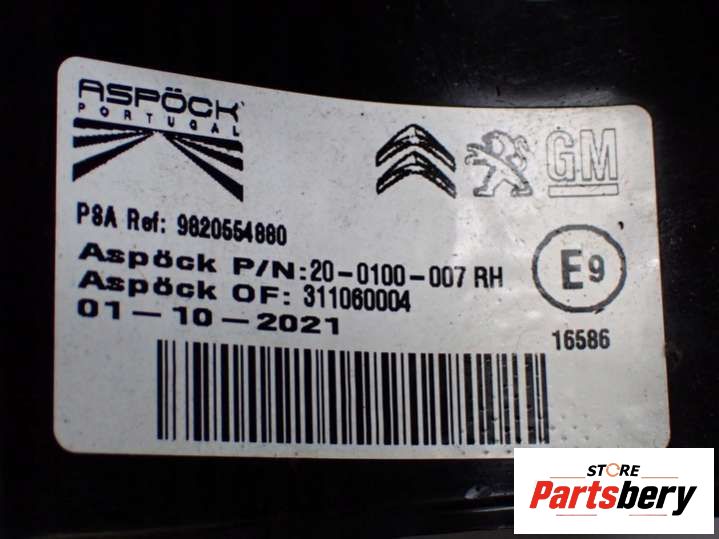 ASPÖCK
PORTUGAL
GM
PSA Ref: 9820554880
Aspöck P/N:20-0100-007 RH
Aspöck OF: 311060004
01-10-2021
E9
16586
STORE
Partsbery